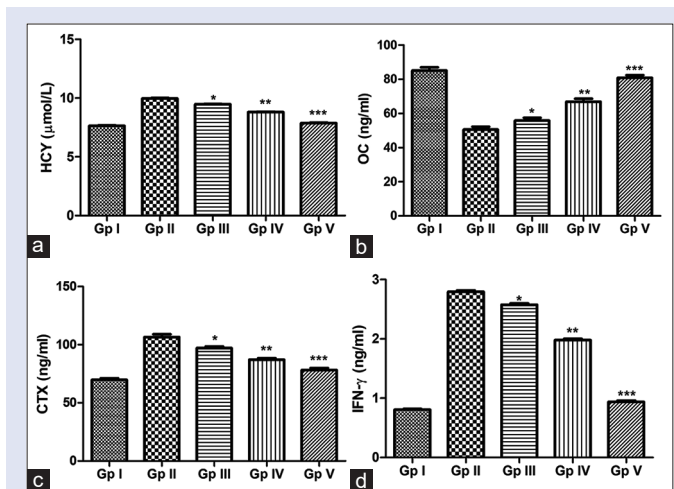 15
10
5
0
HCY (μmol/L)
*
**
***
Gp I Gp II Gp III Gp IV Gp V
a
100
80
60
40
20
0
OC (ng/ml)
*
**
***
Gp I Gp II Gp III Gp IV Gp V
b
150
100
50
0
CTX (ng/ml)
*
**
***
Gp I Gp II Gp III Gp IV Gp V
c
3
2
1
0
IFN-γ (ng/ml)
*
**
***
Gp I Gp II Gp III Gp IV Gp V
d